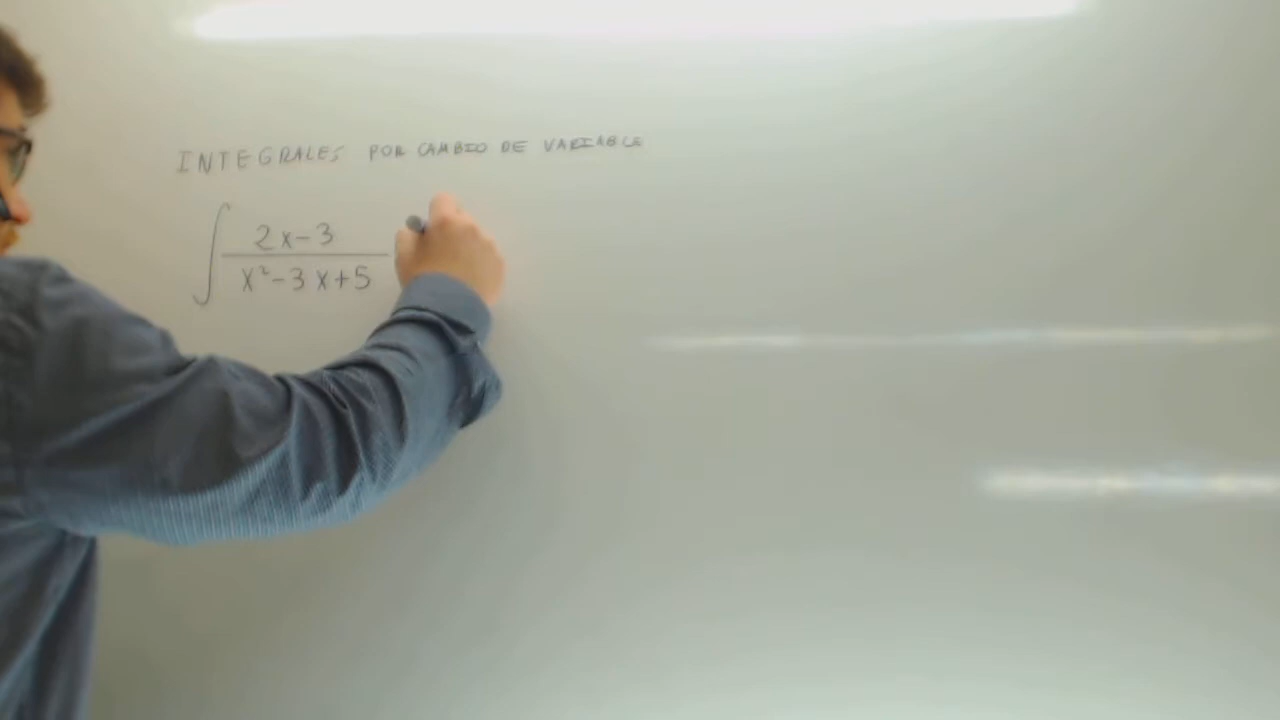 INTEGRALES POR CAMBIO DE VARIABLE
∫ 2x-3
x²-3x+5